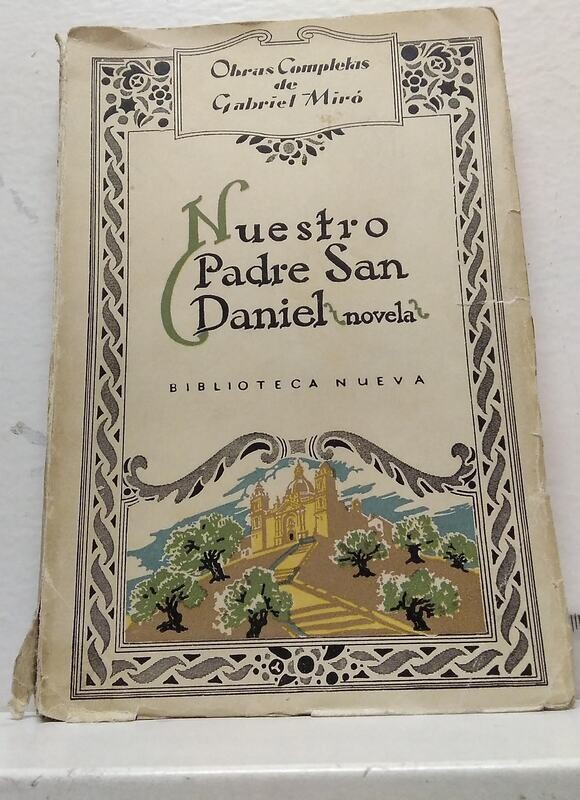 Obras Completas
de
Gabriel Miró
Nuestro
Padre San
Daniel novela
BIBLIOTECA NUEVA